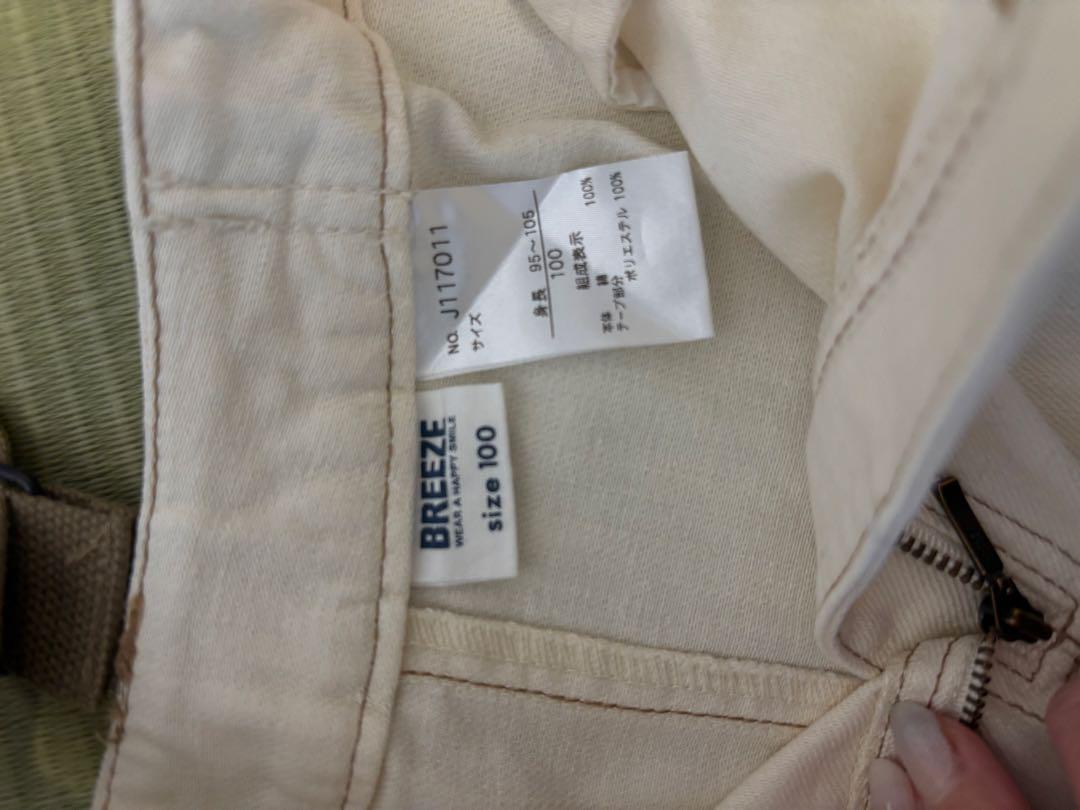 NO. J117011
サイズ
身長 95〜105
100
組成表示
本体 綿 100%
テープ部分
ポリエステル 100%
BREEZE
WEAR A HAPPY SMILE
size 100